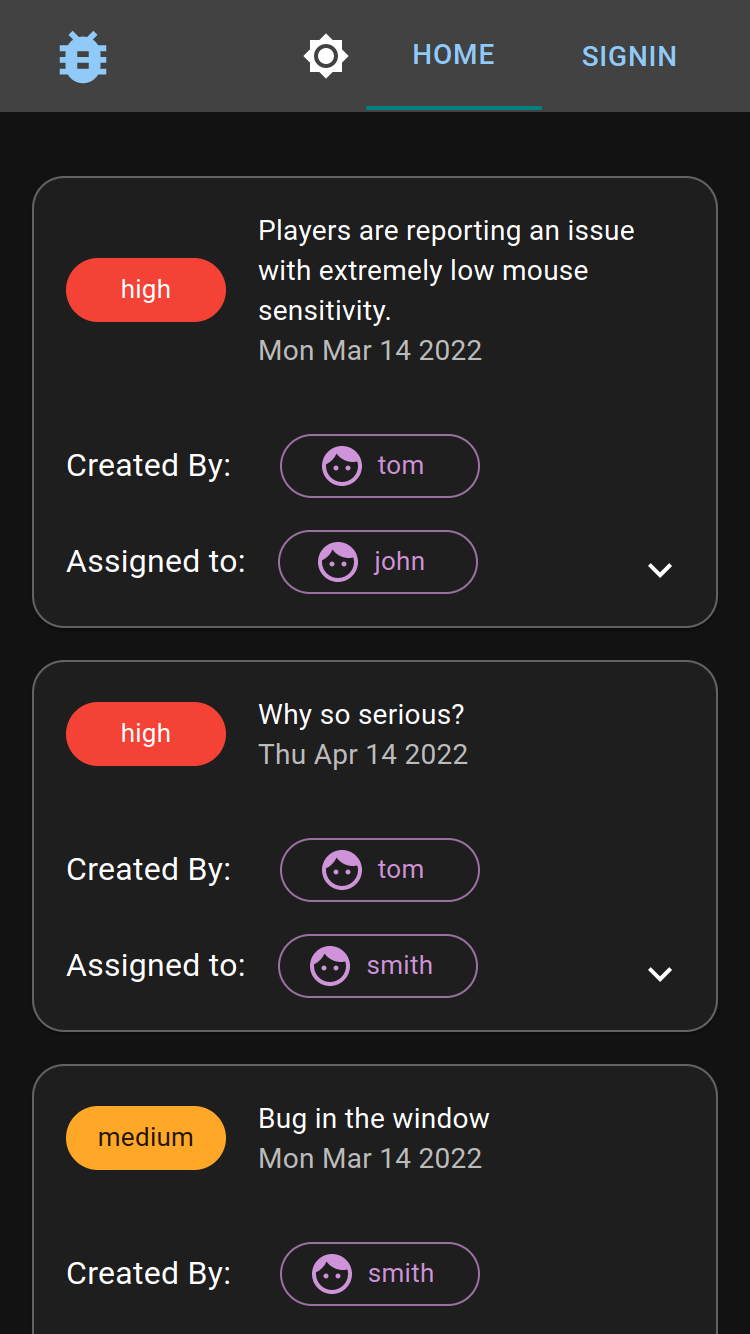 HOME
SIGNIN
high
Players are reporting an issue
with extremely low mouse
sensitivity.
Mon Mar 14 2022
Created By:
tom
Assigned to:
john
high
Why so serious?
Thu Apr 14 2022
Created By:
tom
Assigned to:
smith
medium
Bug in the window
Mon Mar 14 2022
Created By:
smith